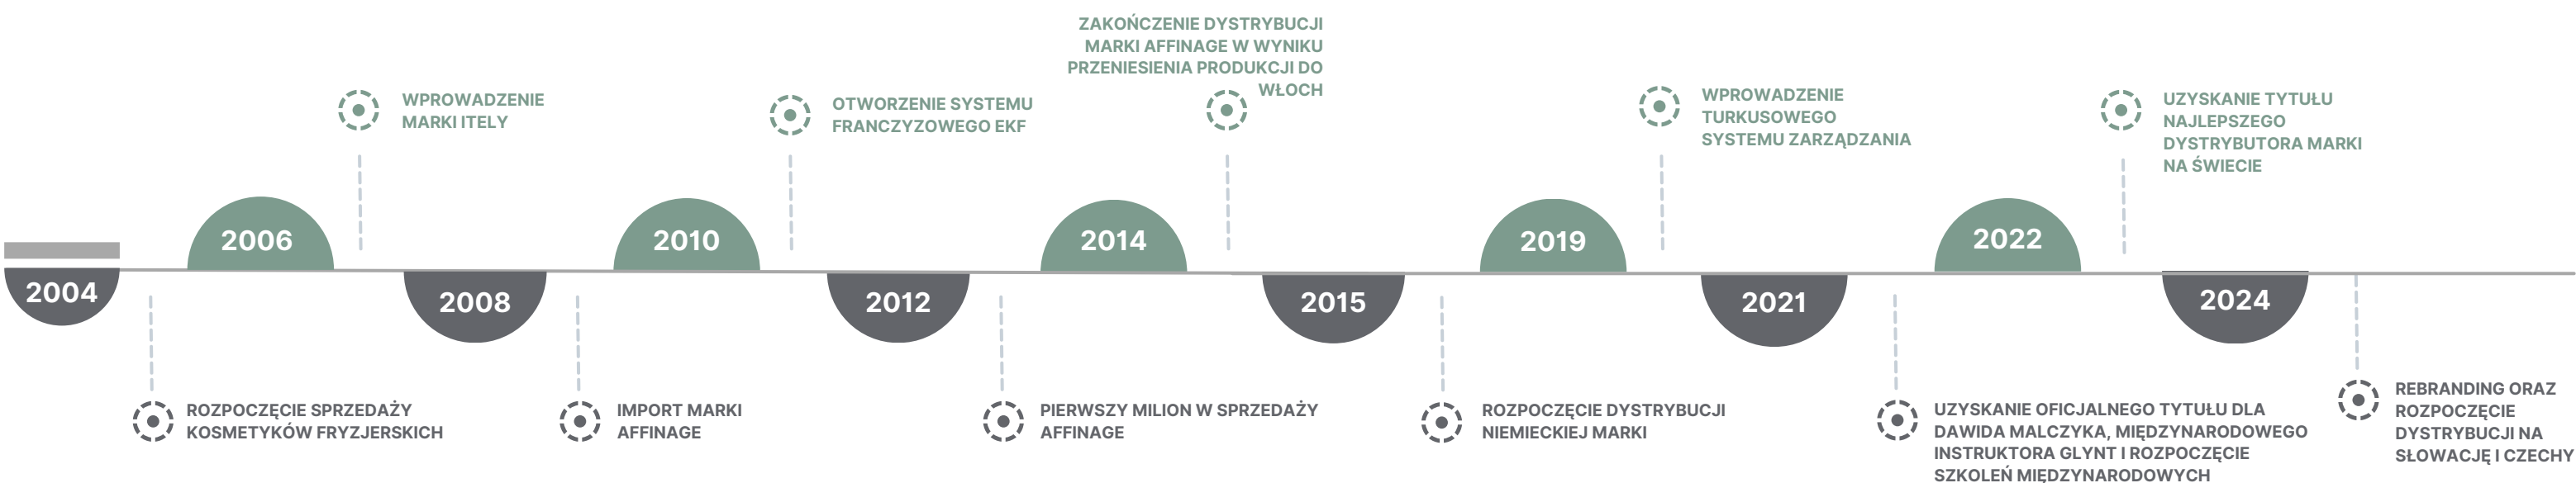 2004
ROZPOCZĘCIE SPRZEDAŻY
KOSMETYKÓW FRYZJERSKICH
2006
WPROWADZENIE
MARKI ITELY
2008
IMPORT MARKI
AFFINAGE
2010
OTWORZENIE SYSTEMU
FRANCZYZOWEGO EKF
2012
PIERWSZY MILION W SPRZEDAŻY
AFFINAGE
2014
ZAKOŃCZENIE DYSTRYBUCJI
MARKI AFFINAGE W WYNIKU
PRZENIESIENIA PRODUKCJI DO
WŁOCH
2015
ROZPOCZĘCIE DYSTRYBUCJI
NIEMIECKIEJ MARKI
2019
WPROWADZENIE
TURKUSOWEGO
SYSTEMU ZARZĄDZANIA
2021
UZYSKANIE OFICJALNEGO TYTUŁU DLA
DAWIDA MALCZYKA, MIĘDZYNARODOWEGO
INSTRUKTORA GLYNT I ROZPOCZĘCIE
SZKOLEŃ MIĘDZYNARODOWYCH
2022
UZYSKANIE TYTUŁU
NAJLEPSZEGO
DYSTRYBUTORA MARKI
NA ŚWIECIE
2024
REBRANDING ORAZ
ROZPOCZĘCIE
DYSTRYBUCJI NA
SŁOWACJĘ I CZECHY